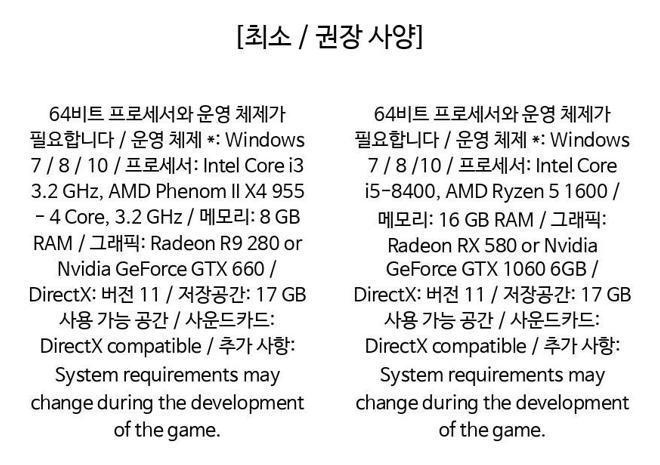 [최소 / 권장 사양]
64비트 프로세서와 운영 체제가
필요합니다 / 운영 체제 *: Windows
7 / 8 / 10 / 프로세서: Intel Core i3
3.2 GHz, AMD Phenom II X4 955
- 4 Core, 3.2 GHz / 메모리: 8 GB
RAM / 그래픽: Radeon R9 280 or
Nvidia GeForce GTX 660 /
DirectX: 버전 11 / 저장공간: 17 GB
사용 가능 공간 / 사운드카드:
DirectX compatible / 추가 사항:
System requirements may
change during the development
of the game.
64비트 프로세서와 운영 체제가
필요합니다 / 운영 체제 *: Windows
7 / 8 /10 / 프로세서: Intel Core
i5-8400, AMD Ryzen 5 1600 /
메모리: 16 GB RAM / 그래픽:
Radeon RX 580 or Nvidia
GeForce GTX 1060 6GB /
DirectX: 버전 11 / 저장공간: 17 GB
사용 가능 공간 / 사운드카드:
DirectX compatible / 추가 사항:
System requirements may
change during the development
of the game.